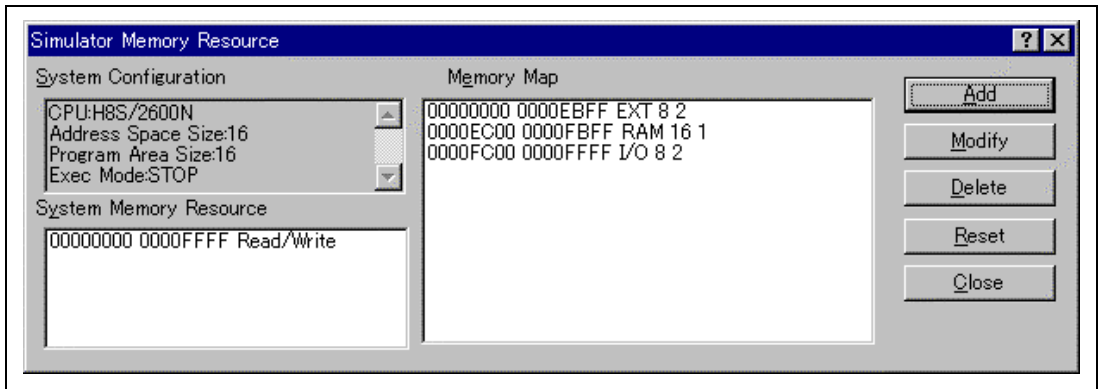 Simulator Memory Resource
System Configuration
CPU:H8S/2600N
Address Space Size:16
Program Area Size:16
Exec Mode:STOP
System Memory Resource
00000000 0000FFFF Read/Write
Memory Map
00000000 0000EBFF EXT 8 2
0000EC00 0000FBFF RAM 16 1
0000FC00 0000FFFF I/O 8 2
Add
Modify
Delete
Reset
Close